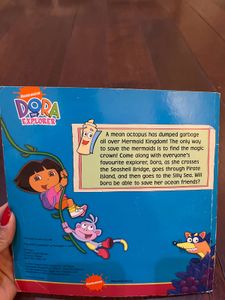 nickelodeon
DORA
the
EXPLORER
A mean octopus has dumped garbage
all over Mermaid Kingdom! The only way
to save the mermaids is to find the magic
crown! Come along with everyone's
favourite explorer, Dora, as she crosses
the Seashell Bridge, goes through Pirate
Island, and then goes to the Silly Sea. Will
Dora be able to save her ocean friends?